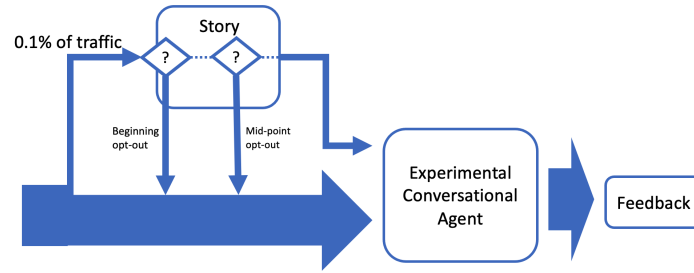 Story
0.1% of traffic
?
?
Beginning
opt-out
Mid-point
opt-out
Experimental
Conversational
Agent
Feedback